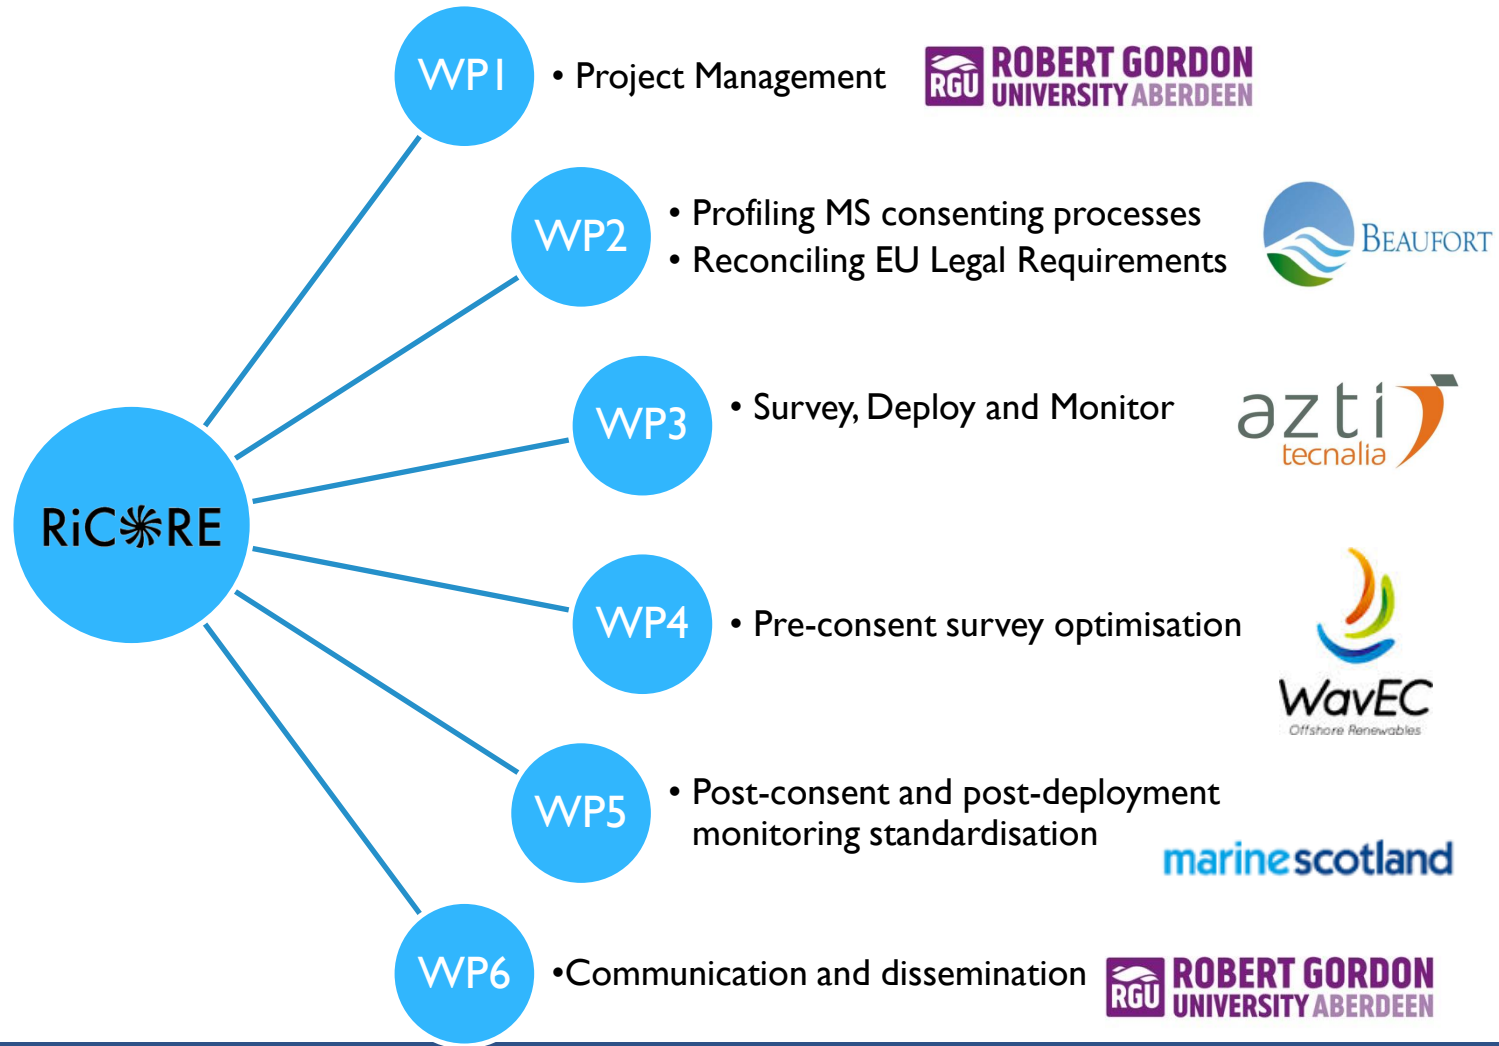 WP1
• Project Management
RGU
ROBERT GORDON
UNIVERSITY ABERDEEN
WP2
• Profiling MS consenting processes
• Reconciling EU Legal Requirements
BEAUFORT
WP3
• Survey, Deploy and Monitor
azti
tecnalia
RiCORE
WP4
• Pre-consent survey optimisation
WavEC
Offshore Renewables
WP5
• Post-consent and post-deployment
monitoring standardisation
marinescotland
WP6
•Communication and dissemination
RGU
ROBERT GORDON
UNIVERSITY ABERDEEN